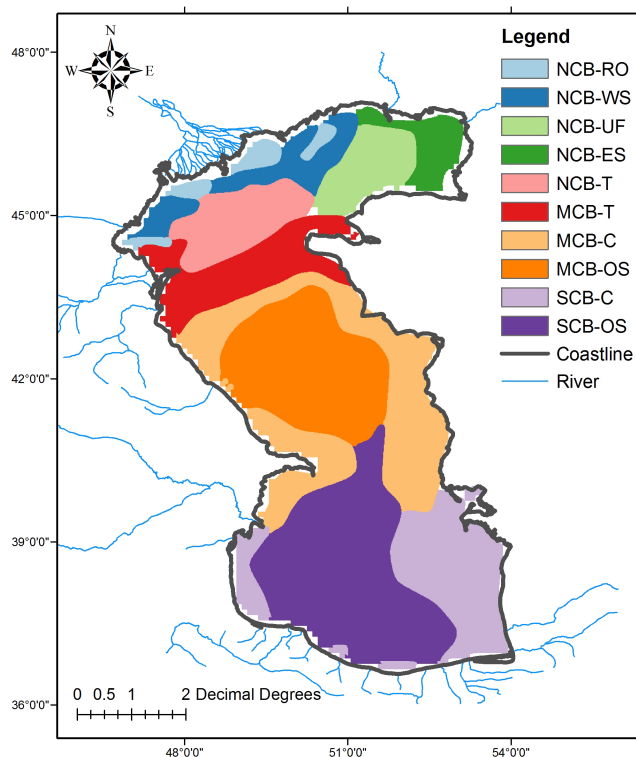 48°0'0"
45°0'0"
42°0'0"
39°0'0"
36°0'0"
N
W E
S
Legend
NCB-RO
NCB-WS
NCB-UF
NCB-ES
NCB-T
MCB-T
MCB-C
MCB-OS
SCB-C
SCB-OS
Coastline
River
0 0.5 1 2 Decimal Degrees
48°0'0" 51°0'0" 54°0'0"